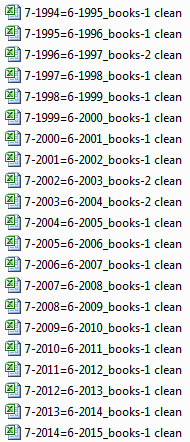 7-1994=6-1995_books-1 clean
7-1995=6-1996_books-1 clean
7-1996=6-1997_books-2 clean
7-1997=6-1998_books-1 clean
7-1998=6-1999_books-1 clean
7-1999=6-2000_books-1 clean
7-2000=6-2001_books-1 clean
7-2001=6-2002_books-1 clean
7-2002=6-2003_books-2 clean
7-2003=6-2004_books-2 clean
7-2004=6-2005_books-1 clean
7-2005=6-2006_books-1 clean
7-2006=6-2007_books-1 clean
7-2007=6-2008_books-1 clean
7-2008=6-2009_books-1 clean
7-2009=6-2010_books-1 clean
7-2010=6-2011_books-1 clean
7-2011=6-2012_books-1 clean
7-2012=6-2013_books-1 clean
7-2013=6-2014_books-1 clean
7-2014=6-2015_books-1 clean